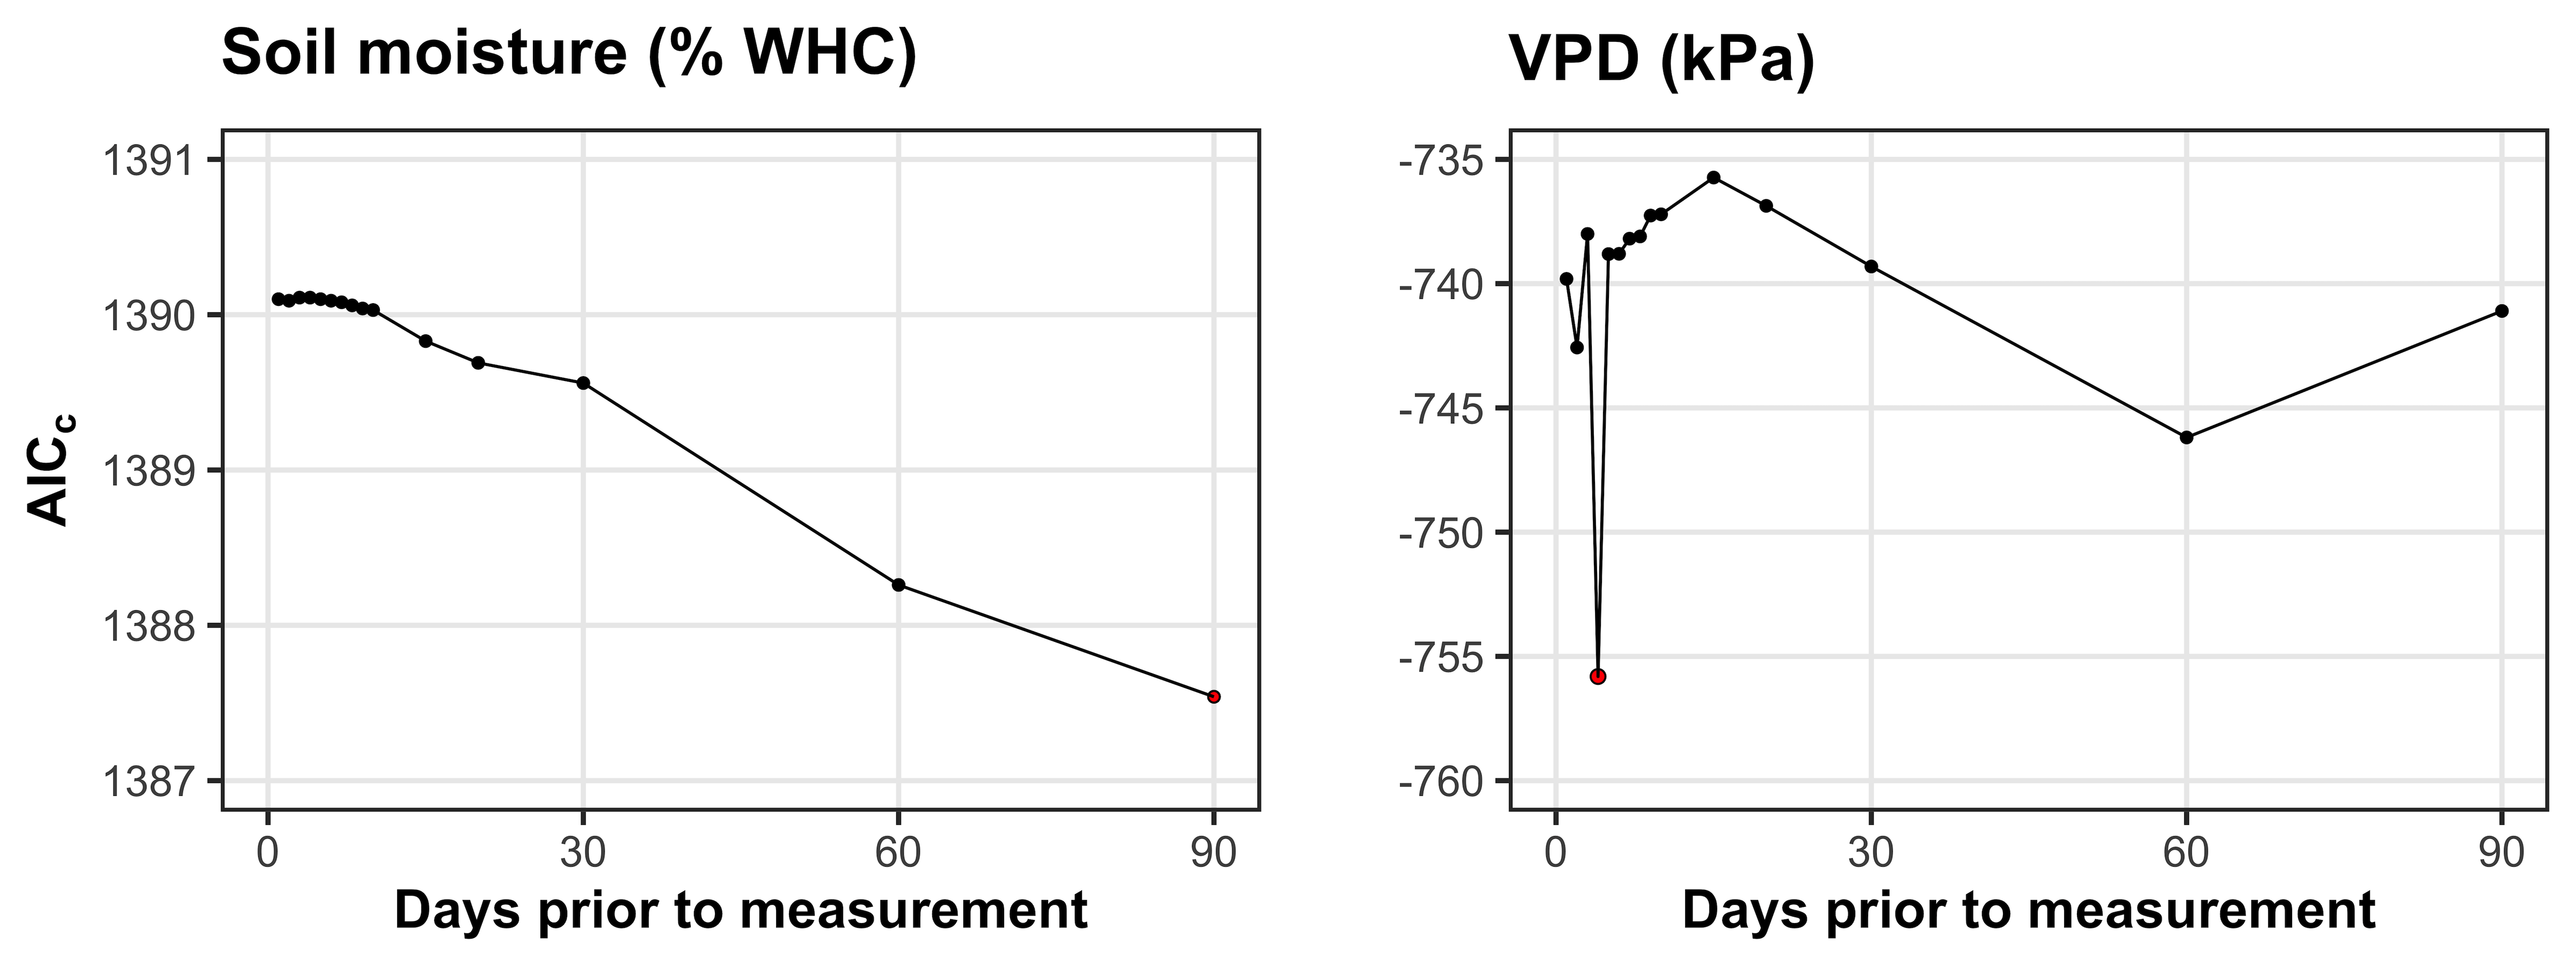 Soil moisture (% WHC)
VPD (kPa)
AICc
1391
1390
1389
1388
1387
0 30 60 90
Days prior to measurement
-735
-740
-745
-750
-755
-760
0 30 60 90
Days prior to measurement